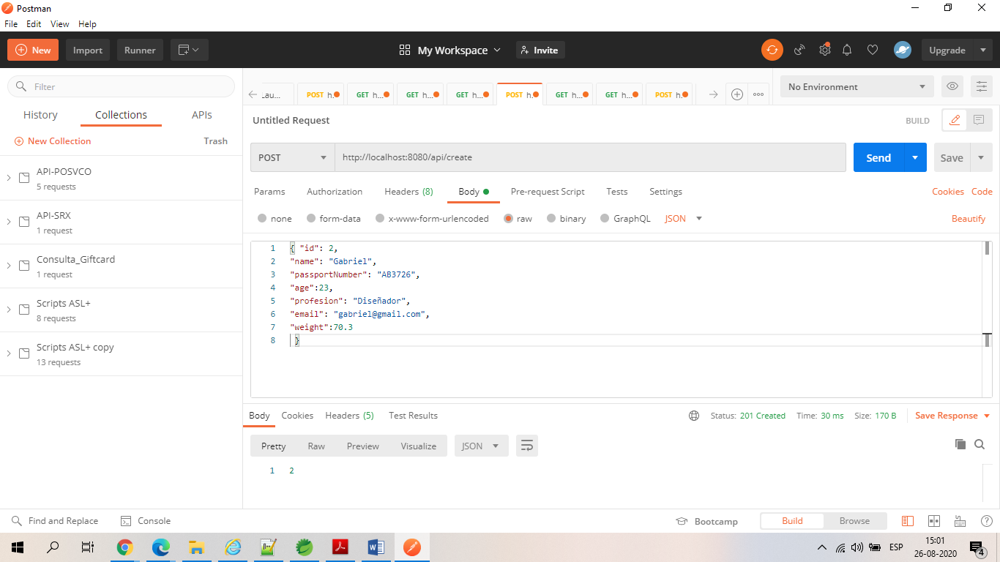 Postman
File Edit View Help
New Import Runner My Workspace Invite Upgrade
Filter
History Collections APIs
New Collection Trash
API-POSVCO
5 requests
API-SRX
1 request
Consulta_Giftcard
1 request
Scripts ASL+
8 requests
Scripts ASL+ copy
13 requests
Lau... POST h... GET h... GET h... GET h... POST h... GET h... GET h... POST h... No Environment
Untitled Request BUILD
POST http://localhost:8080/api/create Send Save
Params Authorization Headers (8) Body Pre-request Script Tests Settings Cookies Code
none form-data x-www-form-urlencoded raw binary GraphQL JSON Beautify
1 { "id": 2,
2 "name": "Gabriel",
3 "passportNumber": "AB3726",
4 "age":23,
5 "profesion": "Diseñador",
6 "email": "gabriel@gmail.com",
7 "weight":70.3
8 }
Body Cookies Headers (5) Test Results Status: 201 Created Time: 30 ms Size: 170 B Save Response
Pretty Raw Preview Visualize JSON
1 2
Find and Replace Console Bootcamp Build Browse
ESP 15:01
26-08-2020 4